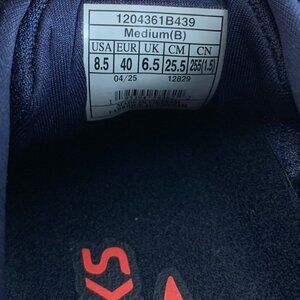 1204361B439
Medium(B)
USA EUR UK CM CN
8.5 40 6.5 25.5 255(1.5)
04/25 12829
KS